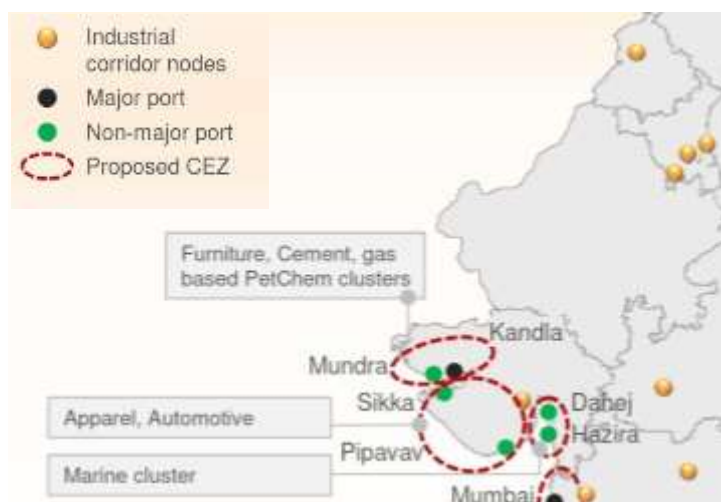 Industrial
corridor nodes
Major port
Non-major port
Proposed CEZ
Furniture, Cement, gas
based PetChem clusters
Kandla
Mundra
Sikka
Dahej
Apparel, Automotive
Hazira
Pipavav
Marine cluster
Mumbai